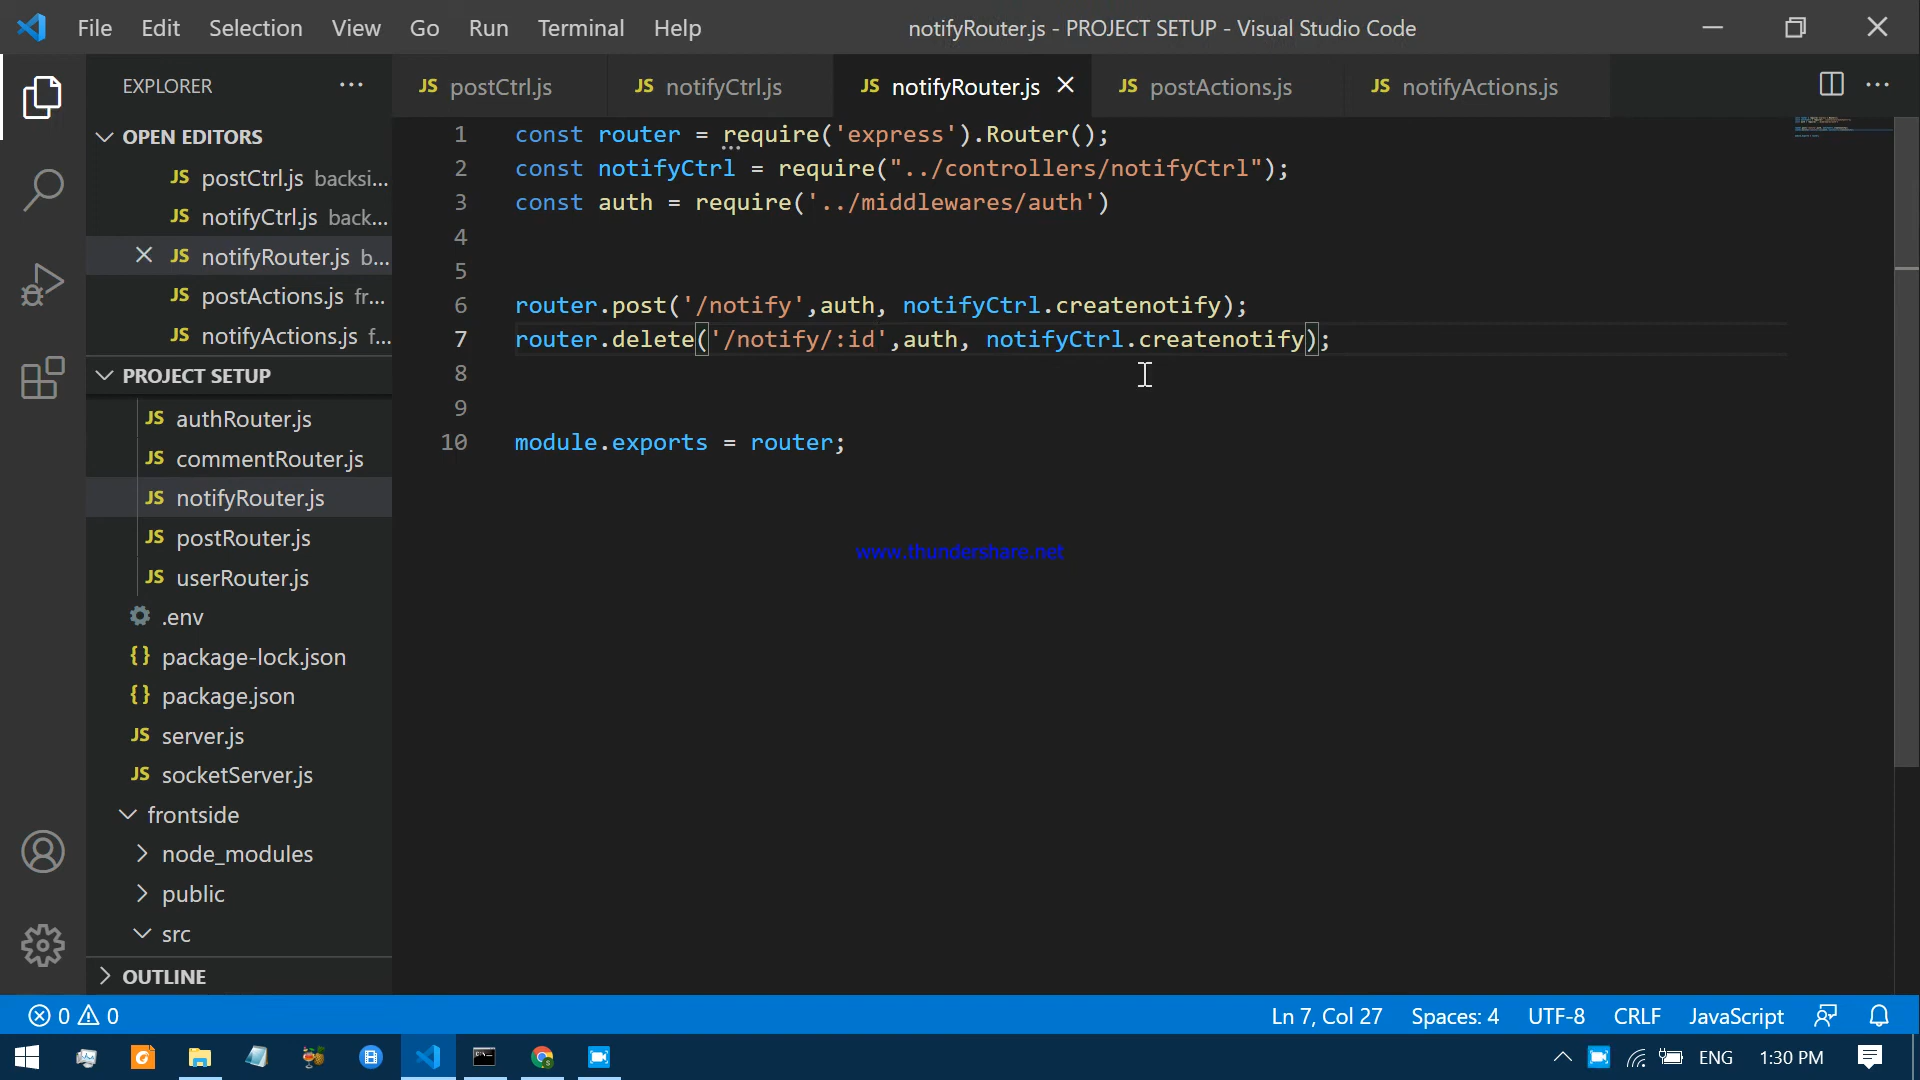 File Edit Selection View Go Run Terminal Help
notifyRouter.js - PROJECT SETUP - Visual Studio Code
EXPLORER
OPEN EDITORS
JS postCtrl.js backsi...
JS notifyCtrl.js back...
JS notifyRouter.js b...
JS postActions.js fr...
JS notifyActions.js f...
PROJECT SETUP
JS authRouter.js
JS commentRouter.js
JS notifyRouter.js
JS postRouter.js
JS userRouter.js
.env
{} package-lock.json
{} package.json
JS server.js
JS socketServer.js
frontside
node_modules
public
src
OUTLINE
JS postCtrl.js JS notifyCtrl.js JS notifyRouter.js JS postActions.js JS notifyActions.js
1 const router = require('express').Router();
2 const notifyCtrl = require("../controllers/notifyCtrl");
3 const auth = require('../middlewares/auth')
4
5
6 router.post('/notify',auth, notifyCtrl.createnotify);
7 router.delete('/notify/:id',auth, notifyCtrl.createnotify);
8
9
10 module.exports = router;
www.thundershare.net
0 0 Ln 7, Col 27 Spaces: 4 UTF-8 CRLF JavaScript
ENG 1:30 PM